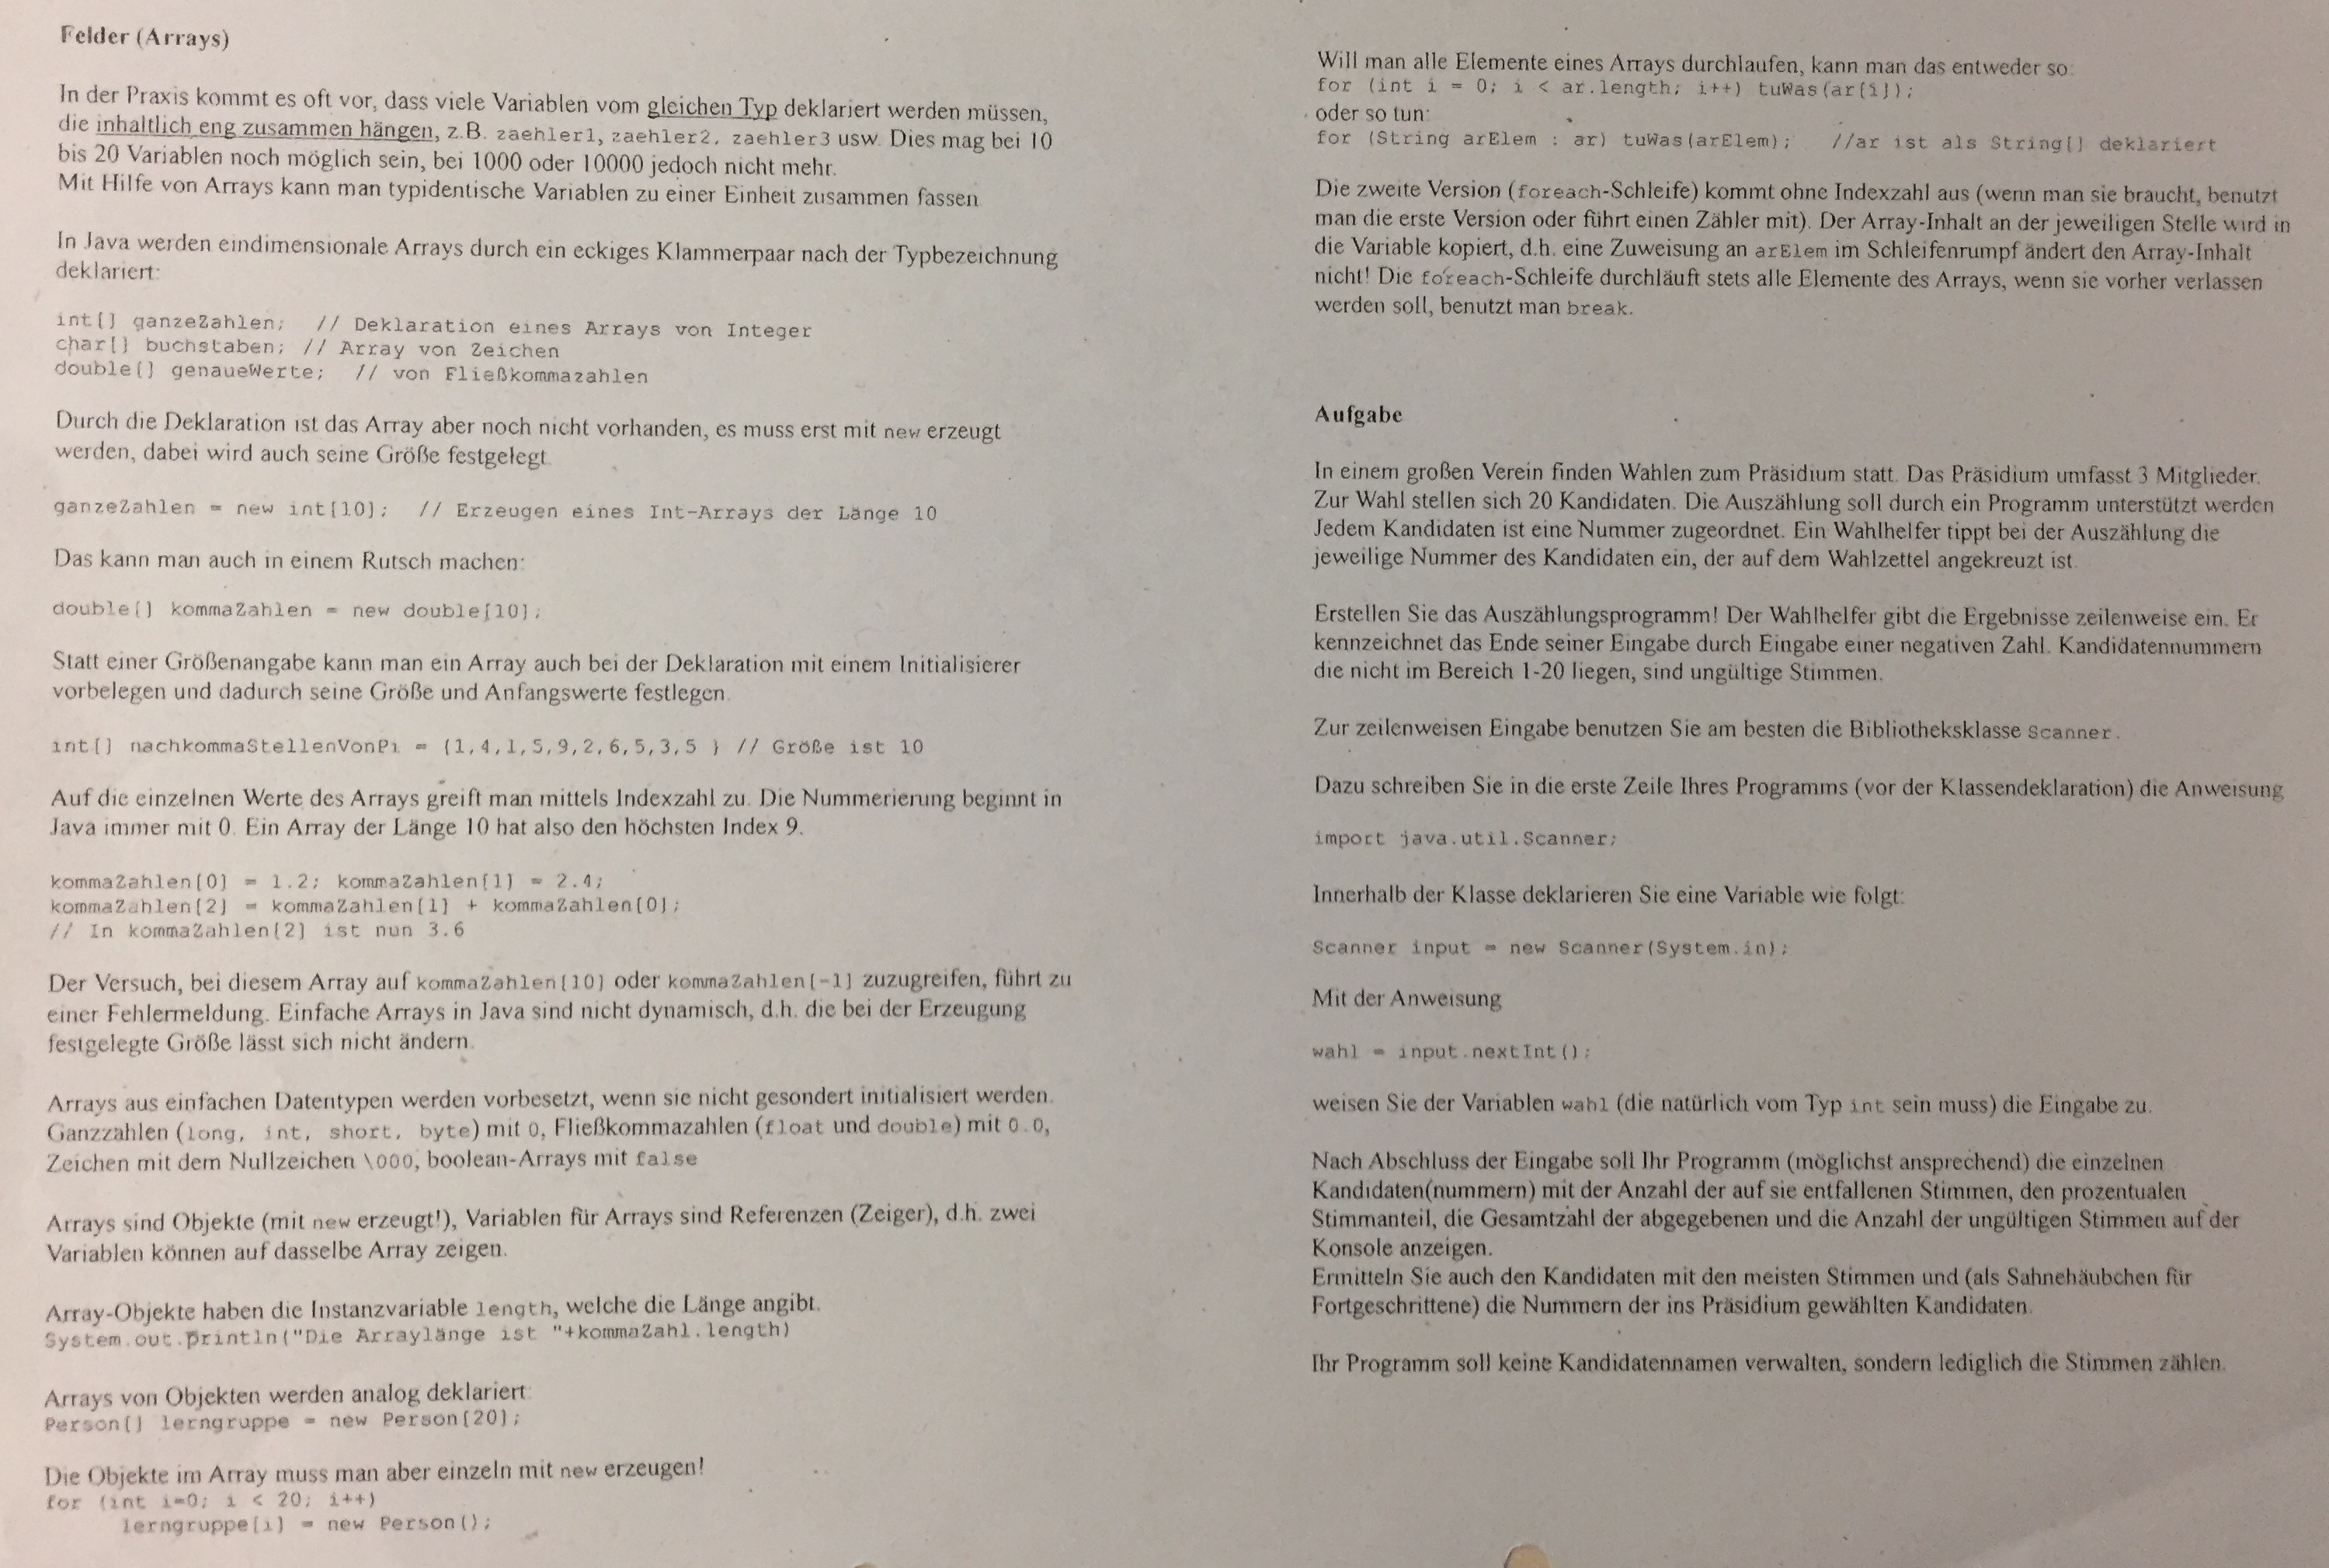 Felder (Arrays)
In der Praxis kommt es oft vor, dass viele Variablen vom gleichen Typ deklariert werden müssen,
die inhaltlich eng zusammen hängen, z.B. zaehler1, zaehler2, zaehler3 usw. Dies mag bei 10
bis 20 Variablen noch möglich sein, bei 1000 oder 10000 jedoch nicht mehr.
Mit Hilfe von Arrays kann man typidentische Variablen zu einer Einheit zusammen fassen.
In Java werden eindimensionale Arrays durch ein eckiges Klammerpaar nach der Typbezeichnung
deklariert:
int[] ganzeZahlen; // Deklaration eines Arrays von Integer
char[] buchstaben; // Array von Zeichen
double[] genaueWerte; // von Fließkommazahlen
Durch die Deklaration ist das Array aber noch nicht vorhanden, es muss erst mit new erzeugt
werden, dabei wird auch seine Größe festgelegt.
ganzeZahlen = new int[10]; // Erzeugen eines Int-Arrays der Länge 10
Das kann man auch in einem Rutsch machen:
double[] kommaZahlen = new double[10];
Statt einer Größenangabe kann man ein Array auch bei der Deklaration mit einem Initialisierer
vorbelegen und dadurch seine Größe und Anfangswerte festlegen.
int[] nachkommaStellenVonPi = {1,4,1,5,9,2,6,5,3,5 } // Größe ist 10
Auf die einzelnen Werte des Arrays greift man mittels Indexzahl zu. Die Nummerierung beginnt in
Java immer mit 0. Ein Array der Länge 10 hat also den höchsten Index 9.
kommaZahlen[0] = 1.2; kommaZahlen[1] = 2.4;
kommaZahlen[2] = kommaZahlen[1] + kommaZahlen[0];
// In kommaZahlen[2] ist nun 3.6
Der Versuch, bei diesem Array auf kommaZahlen[10] oder kommaZahlen[-1] zuzugreifen, führt zu
einer Fehlermeldung. Einfache Arrays in Java sind nicht dynamisch, d.h. die bei der Erzeugung
festgelegte Größe lässt sich nicht ändern.
Arrays aus einfachen Datentypen werden vorbesetzt, wenn sie nicht gesondert initialisiert werden.
Ganzzahlen (long, int, short, byte) mit 0, Fließkommazahlen (float und double) mit 0.0,
Zeichen mit dem Nullzeichen \000, boolean-Arrays mit false
Arrays sind Objekte (mit new erzeugt!), Variablen für Arrays sind Referenzen (Zeiger), d.h. zwei
Variablen können auf dasselbe Array zeigen.
Array-Objekte haben die Instanzvariable length, welche die Länge angibt.
System.out.println("Die Arraylänge ist "+kommaZahl.length)
Arrays von Objekten werden analog deklariert:
Person[] lerngruppe = new Person[20];
Die Objekte im Array muss man aber einzeln mit new erzeugen!
for (int i=0; i < 20; i++)
lerngruppe[i] = new Person();
Will man alle Elemente eines Arrays durchlaufen, kann man das entweder so:
for (int i = 0; i < ar.length; i++) tuWas(ar[i]);
oder so tun:
for (String arElem : ar) tuWas(arElem); //ar ist als String[] deklariert
Die zweite Version (foreach-Schleife) kommt ohne Indexzahl aus (wenn man sie braucht, benutzt
man die erste Version oder führt einen Zähler mit). Der Array-Inhalt an der jeweiligen Stelle wird in
die Variable kopiert, d.h. eine Zuweisung an arElem im Schleifenrumpf ändert den Array-Inhalt
nicht! Die foreach-Schleife durchläuft stets alle Elemente des Arrays, wenn sie vorher verlassen
werden soll, benutzt man break.
Aufgabe
In einem großen Verein finden Wahlen zum Präsidium statt. Das Präsidium umfasst 3 Mitglieder.
Zur Wahl stellen sich 20 Kandidaten. Die Auszählung soll durch ein Programm unterstützt werden
Jedem Kandidaten ist eine Nummer zugeordnet. Ein Wahlhelfer tippt bei der Auszählung die
jeweilige Nummer des Kandidaten ein, der auf dem Wahlzettel angekreuzt ist.
Erstellen Sie das Auszählungsprogramm! Der Wahlhelfer gibt die Ergebnisse zeilenweise ein. Er
kennzeichnet das Ende seiner Eingabe durch Eingabe einer negativen Zahl. Kandidatennummern
die nicht im Bereich 1-20 liegen, sind ungültige Stimmen.
Zur zeilenweisen Eingabe benutzen Sie am besten die Bibliotheksklasse Scanner.
Dazu schreiben Sie in die erste Zeile Ihres Programms (vor der Klassendeklaration) die Anweisung
import java.util.Scanner;
Innerhalb der Klasse deklarieren Sie eine Variable wie folgt:
Scanner input = new Scanner(System.in);
Mit der Anweisung
wahl = input.nextInt();
weisen Sie der Variablen wahl (die natürlich vom Typ int sein muss) die Eingabe zu.
Nach Abschluss der Eingabe soll Ihr Programm (möglichst ansprechend) die einzelnen
Kandidaten(nummern) mit der Anzahl der auf sie entfallenen Stimmen, den prozentualen
Stimmanteil, die Gesamtzahl der abgegebenen und die Anzahl der ungültigen Stimmen auf der
Konsole anzeigen.
Ermitteln Sie auch den Kandidaten mit den meisten Stimmen und (als Sahnehäubchen für
Fortgeschrittene) die Nummern der ins Präsidium gewählten Kandidaten.
Ihr Programm soll keine Kandidatennamen verwalten, sondern lediglich die Stimmen zählen.